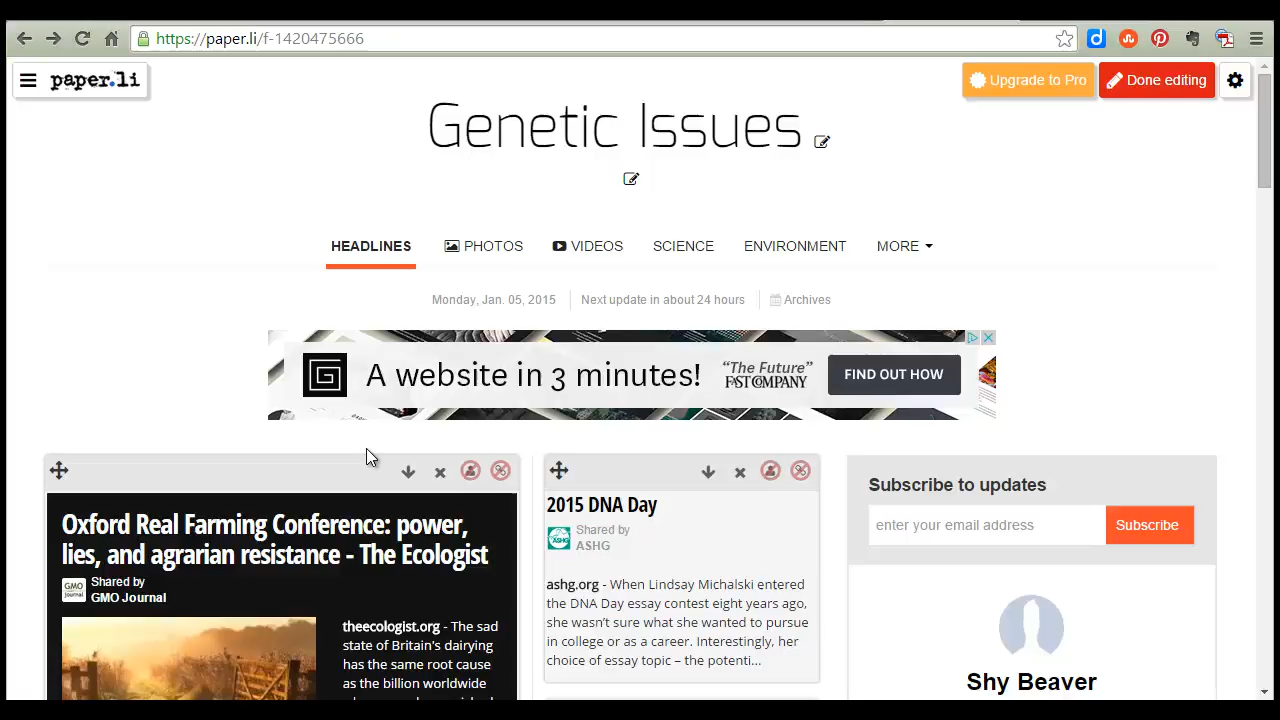 https://paper.li/f-1420475666
paper.li
Upgrade to Pro
Done editing
Genetic Issues
HEADLINES
PHOTOS
VIDEOS
SCIENCE
ENVIRONMENT
MORE
Monday, Jan. 05, 2015
Next update in about 24 hours
Archives
A website in 3 minutes!
“The Future”
FAST COMPANY
FIND OUT HOW
Oxford Real Farming Conference: power,
lies, and agrarian resistance - The Ecologist
Shared by
GMO Journal
theecologist.org - The sad
state of Britain's dairying
has the same root cause
as the billion worldwide
2015 DNA Day
Shared by
ASHG
ashg.org - When Lindsay Michalski entered
the DNA Day essay contest eight years ago,
she wasn’t sure what she wanted to pursue
in college or as a career. Interestingly, her
choice of essay topic – the potenti...
Subscribe to updates
enter your email address
Subscribe
Shy Beaver